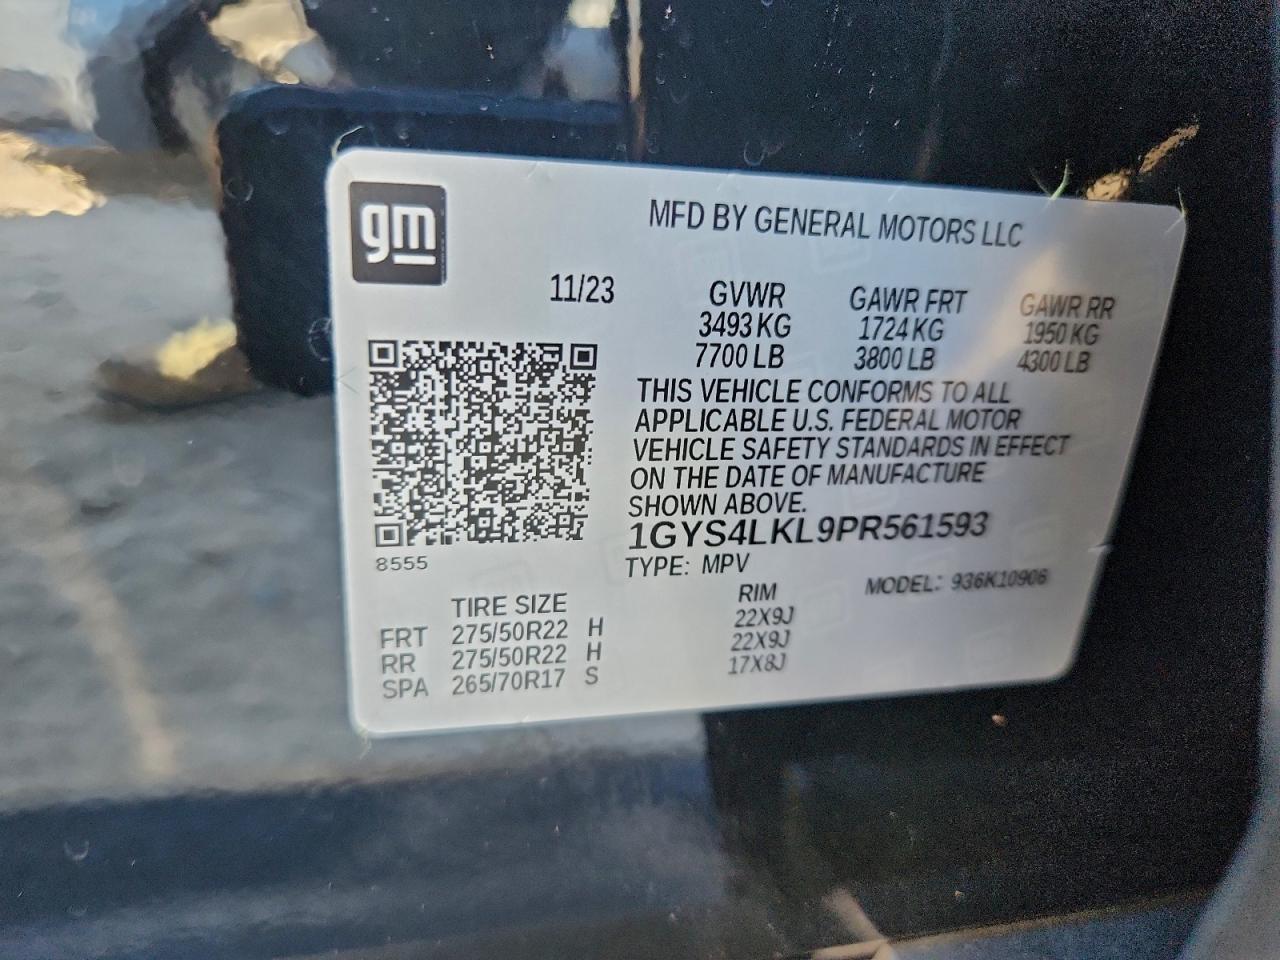 gm
MFD BY GENERAL MOTORS LLC
11/23 GVWR GAWR FRT GAWR RR
3493 KG 1724 KG 1950 KG
7700 LB 3800 LB 4300 LB
THIS VEHICLE CONFORMS TO ALL
APPLICABLE U.S. FEDERAL MOTOR
VEHICLE SAFETY STANDARDS IN EFFECT
ON THE DATE OF MANUFACTURE
SHOWN ABOVE.
1GYS4LKL9PR561593
8555
TYPE: MPV MODEL: 936K10906
TIRE SIZE RIM
FRT 275/50R22 H 22X9J
RR 275/50R22 H 22X9J
SPA 265/70R17 S 17X8J